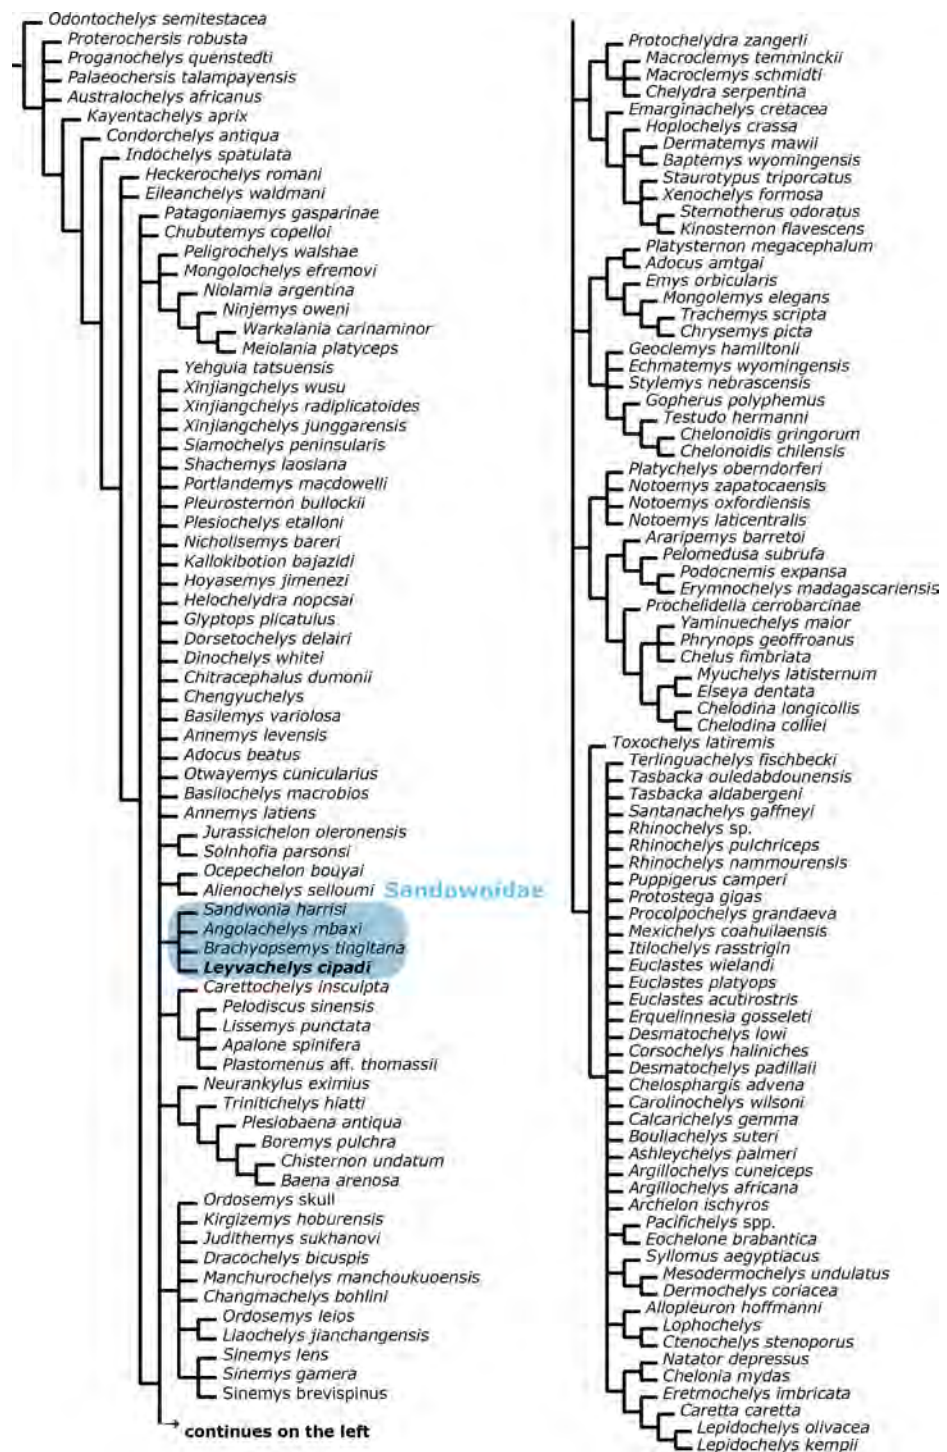 Odontochelys semitestacea
Proterochersis robusta
Proganochelys quenstedti
Palaeochersis talampayensis
Australochelys africanus
Kayentachelys aprix
Condorchelys antiqua
Indochelys spatulata
Heckerochelys romani
Eileanchelys waldmani
Patagoniaemys gasparinae
Chubutemys copelloi
Peligrochelys walshae
Mongolochelys efremovi
Niolamia argentina
Ninjemys oweni
Warkalania carinaminor
Meiolania platyceps
Yehguia tatsuensis
Xinjiangchelys wusu
Xinjiangchelys radiplicatoides
Xinjiangchelys junggarensis
Siamochelys peninsularis
Shachemys laosiana
Portlandemys macdowelli
Pleurosternon bullockii
Plesiochelys etalloni
Nicholisemys bareri
Kallokibotion bajazidi
Hoyasemys jimenezi
Helochelydra nopcsai
Glyptops plicatulus
Dorsetochelys delairi
Dinochelys whitei
Chitracephalus dumonii
Chengyuchelys
Basilemys variolosa
Annemys levensis
Adocus beatus
Otwayemys cunicularius
Basilochelys macrobios
Annemys latiens
Jurassichelon oleronensis
Solnhofia parsonsi
Ocepechelon bouyai
Alienochelys selloumi
Sandownidae
Sandwonia harrisi
Angolachelys mbaxi
Brachyopsemys tingitana
Leyvachelys cipadi
Carettochelys insculpta
Pelodiscus sinensis
Lissemys punctata
Apalone spinifera
Plastomenus aff. thomassii
Neurankylus eximius
Trinitichelys hiatti
Plesiobaena antiqua
Boremys pulchra
Chisternon undatum
Baena arenosa
Ordosemys skull
Kirgizemys hoburensis
Judithemys sukhanovi
Dracochelys bicuspis
Manchurochelys manchoukuoensis
Changmachelys bohlini
Ordosemys leios
Liaochelys jianchangensis
Sinemys lens
Sinemys gamera
Sinemys brevispinus
continues on the left
Protochelydra zangerli
Macroclemys temminckii
Macroclemys schmidti
Chelydra serpentina
Emarginachelys cretacea
Hoplochelys crassa
Dermatemys mawii
Baptemys wyomingensis
Staurotypus triporcatus
Xenochelys formosa
Sternotherus odoratus
Kinosternon flavescens
Platysternon megacephalum
Adocus amtgai
Emys orbicularis
Mongolemys elegans
Trachemys scripta
Chrysemys picta
Geoclemys hamiltonii
Echmatemys wyomingensis
Stylemys nebrascensis
Gopherus polyphemus
Testudo hermanni
Chelonoidis gringorum
Chelonoidis chilensis
Platychelys oberndorferi
Notoemys zapatocaensis
Notoemys oxfordiensis
Notoemys laticentralis
Araripemys barretoi
Pelomedusa subrufa
Podocnemis expansa
Erymnochelys madagascariensis
Prochelidella cerrobarcinae
Yaminuechelys maior
Phrynops geoffroanus
Chelus fimbriata
Myuchelys latisternum
Elseya dentata
Chelodina longicollis
Chelodina colliei
Toxochelys latiremis
Terlinguachelys fischbecki
Tasbacka ouledabdounensis
Tasbacka aldabergeni
Santanachelys gaffneyi
Rhinochelys sp.
Rhinochelys pulchriceps
Rhinochelys nammourensis
Puppigerus camperi
Protostega gigas
Procolpochelys grandaeva
Mexichelys coahuilaensis
Itilochelys rasstrigin
Euclastes wielandi
Euclastes platyops
Euclastes acutirostris
Erquelinnesia gosseleti
Desmatochelys lowi
Corsochelys haliniches
Desmatochelys padillaii
Chelosphargis advena
Carolinochelys wilsoni
Calcarichelys gemma
Bouliachelys suteri
Ashleychelys palmeri
Argillochelys cuneiceps
Argillochelys africana
Archelon ischyros
Pacifichelys spp.
Eochelone brabantica
Syllomus aegyptiacus
Mesodermochelys undulatus
Dermochelys coriacea
Allopleuron hoffmanni
Lophochelys
Ctenochelys stenoporus
Natator depressus
Chelonia mydas
Eretmochelys imbricata
Caretta caretta
Lepidochelys olivacea
Lepidochelys kempii